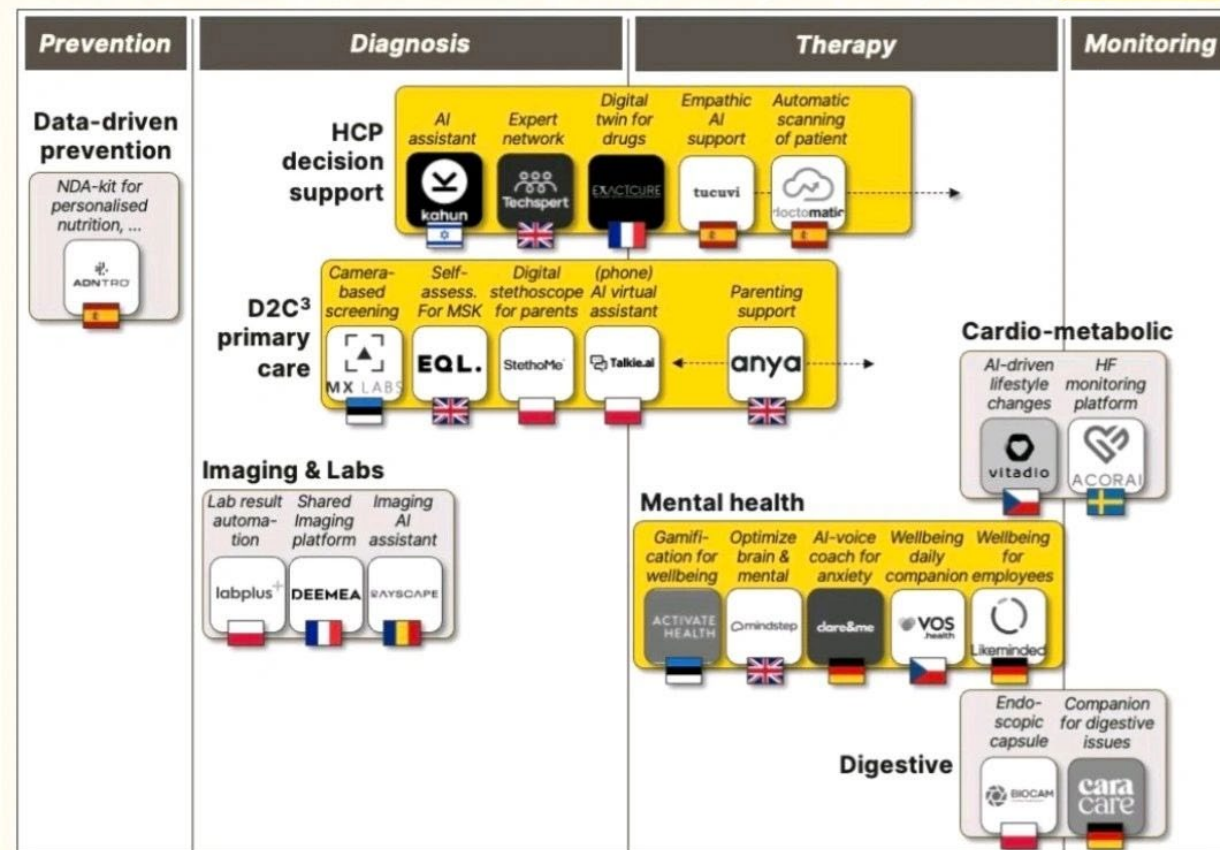 Prevention
Diagnosis
Therapy
Monitoring
Data-driven
prevention
NDA-kit for
personalised
nutrition, ...
ADNTRO
HCP
decision
support
AI
assistant
kahun
Expert
network
Techspert
Digital
twin for
drugs
EXACTCURE
Empathic
AI
support
tucuvi
Automatic
scanning
of patient
doctomatic
D2C³
primary
care
Camera-
based
screening
MX LABS
Self-
assess.
For MSK
EQL.
Digital
stethoscope
for parents
StethoMe
(phone)
AI virtual
assistant
Talkie.ai
Parenting
support
anya
Cardio-metabolic
AI-driven
lifestyle
changes
vitadio
HF
monitoring
platform
ACORAI
Imaging & Labs
Lab result
automa-
tion
labplus+
Shared
Imaging
platform
DEEMEA
Imaging
AI
assistant
RAYSCAPE
Mental health
Gamifi-
cation for
wellbeing
ACTIVATE
HEALTH
Optimize
brain &
mental
mindstep
AI-voice
coach for
anxiety
clare&me
Wellbeing
daily
companion
VOS
.health
Wellbeing
for
employees
Likeminded
Digestive
Endo-
scopic
capsule
BIOCAM
Companion
for digestive
issues
cara
care